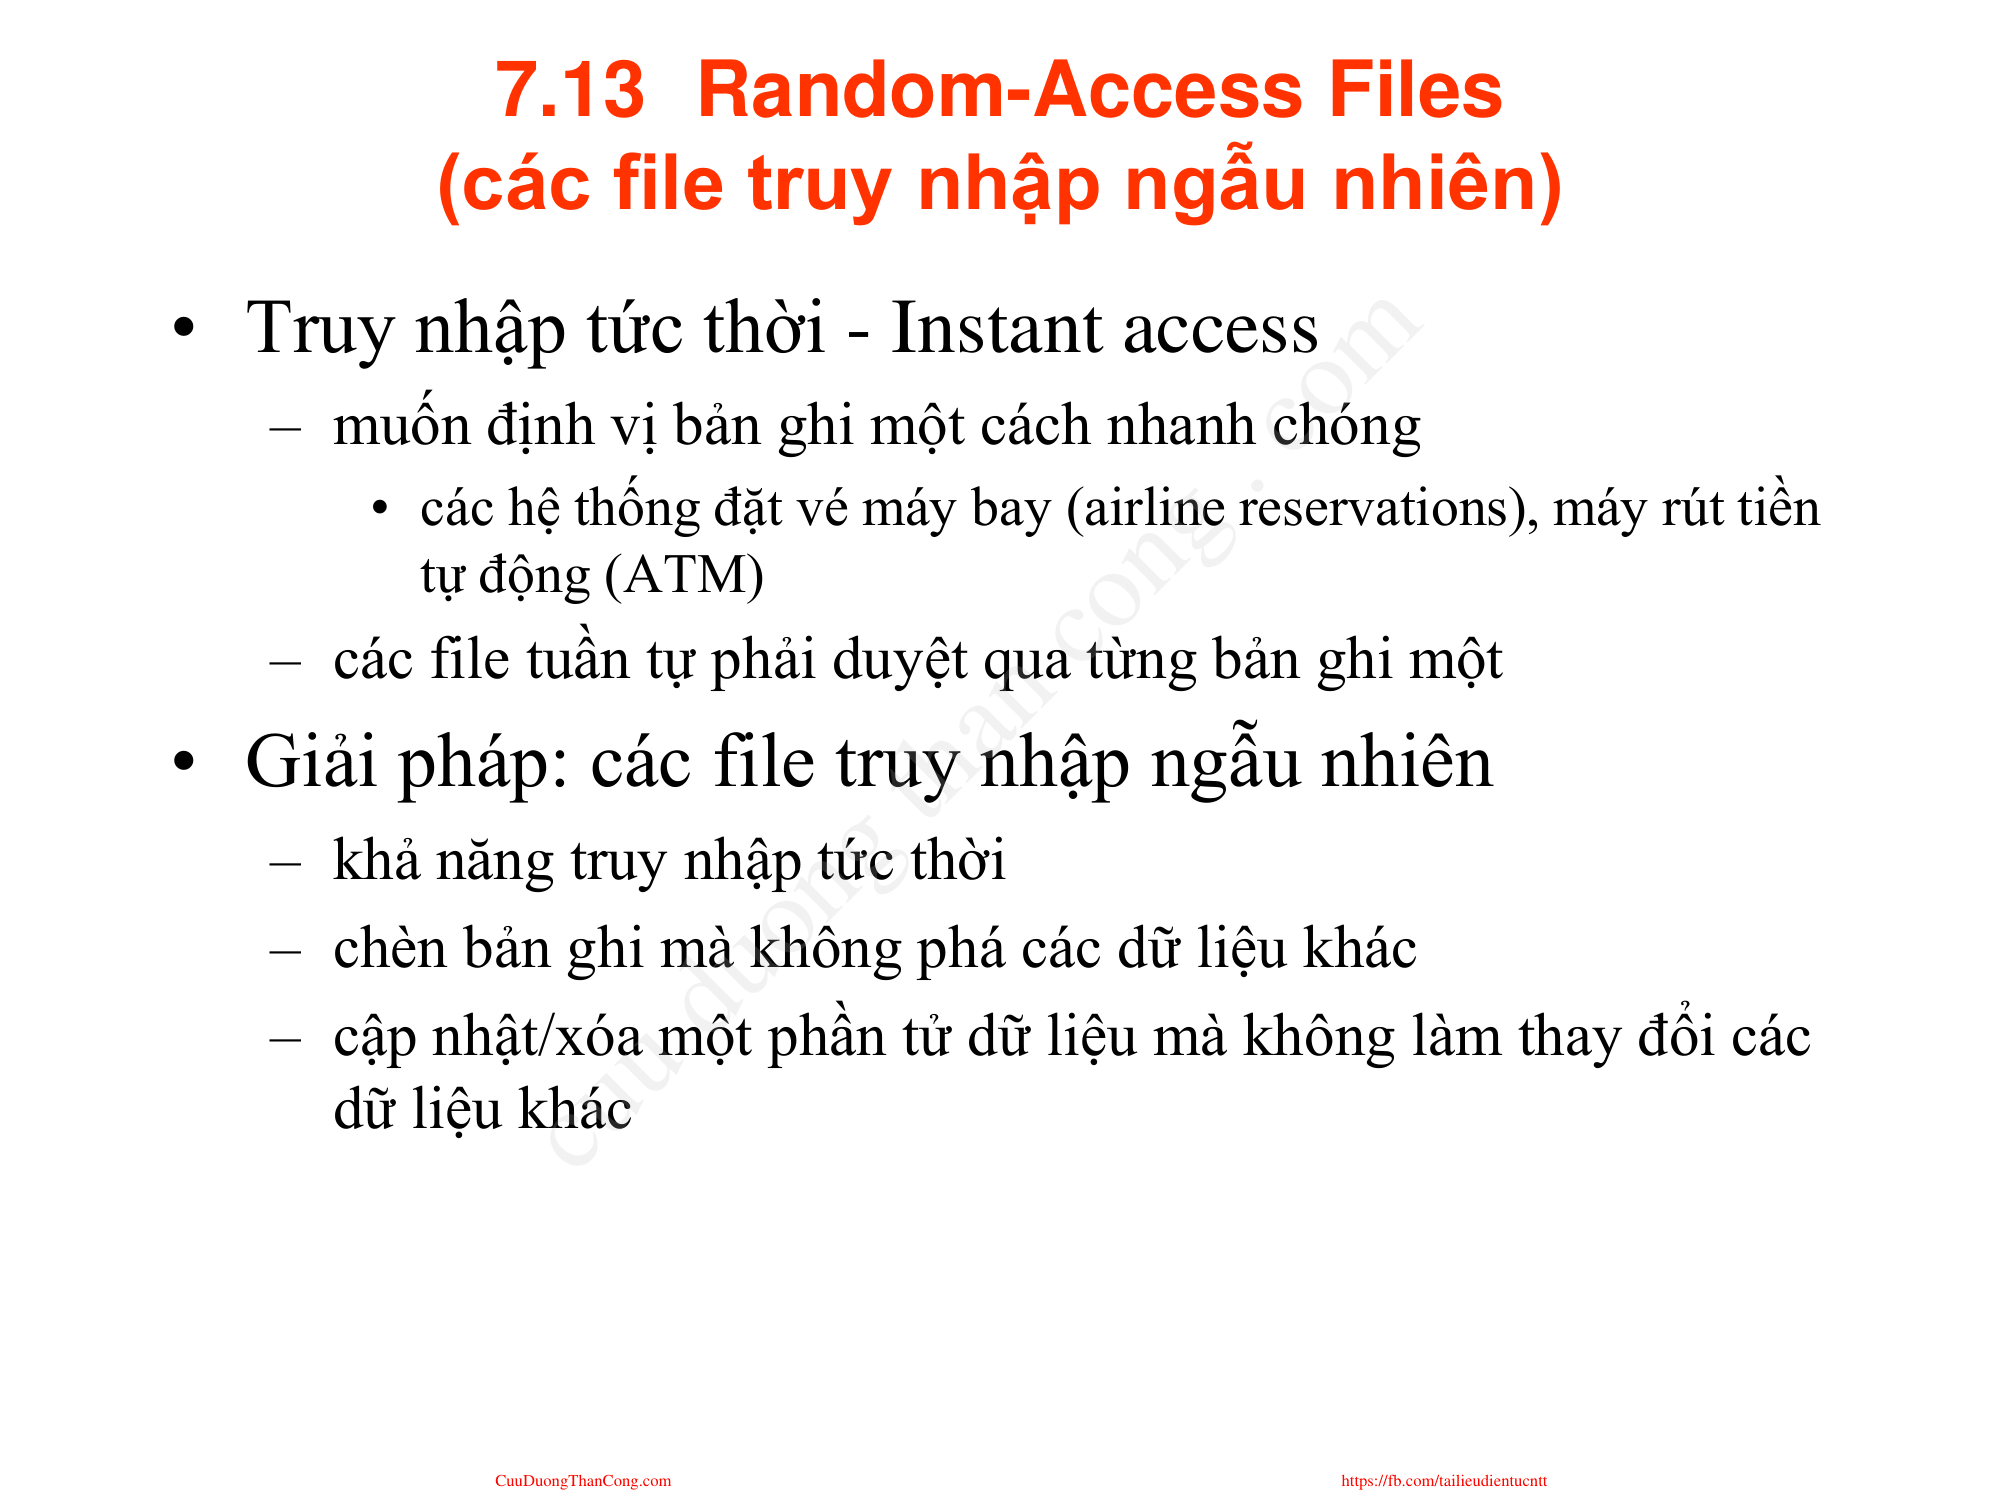 7.13 Random-Access Files
(các file truy nhập ngẫu nhiên)
• Truy nhập tức thời - Instant access
– muốn định vị bản ghi một cách nhanh chóng
• các hệ thống đặt vé máy bay (airline reservations), máy rút tiền
tự động (ATM)
– các file tuần tự phải duyệt qua từng bản ghi một
• Giải pháp: các file truy nhập ngẫu nhiên
– khả năng truy nhập tức thời
– chèn bản ghi mà không phá các dữ liệu khác
– cập nhật/xóa một phần tử dữ liệu mà không làm thay đổi các
dữ liệu khác
cuu duong than cong . com
CuuDuongThanCong.com
https://fb.com/tailieudientucntt